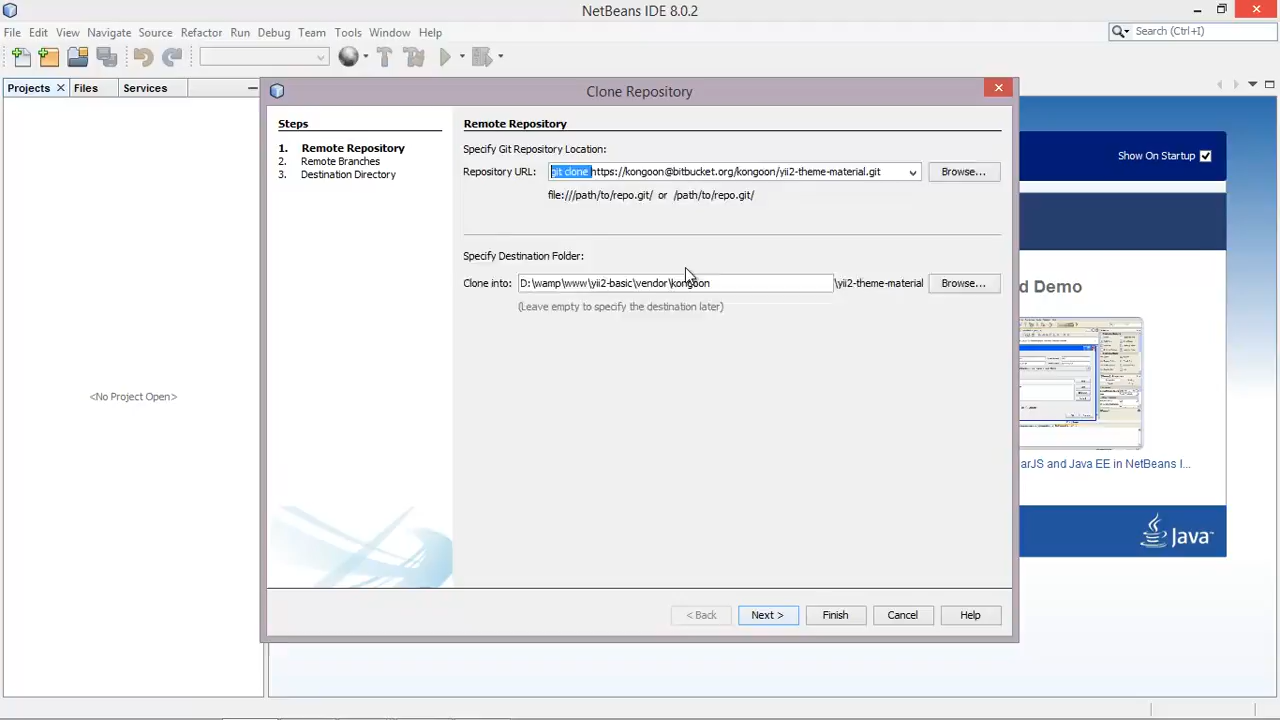 NetBeans IDE 8.0.2
File Edit View Navigate Source Refactor Run Debug Team Tools Window Help
Search (Ctrl+I)
Projects Files Services
<No Project Open>
Clone Repository
Steps
1. Remote Repository
2. Remote Branches
3. Destination Directory
Remote Repository
Specify Git Repository Location:
Repository URL: git clone https://kongoon@bitbucket.org/kongoon/yii2-theme-material.git Browse...
file:///path/to/repo.git/ or /path/to/repo.git/
Specify Destination Folder:
Clone into: D:\wamp\www\yii2-basic\vendor\kongoon \yii2-theme-material Browse...
(Leave empty to specify the destination later)
< Back Next > Finish Cancel Help
Show On Startup
d Demo
arJS and Java EE in NetBeans I...
Java